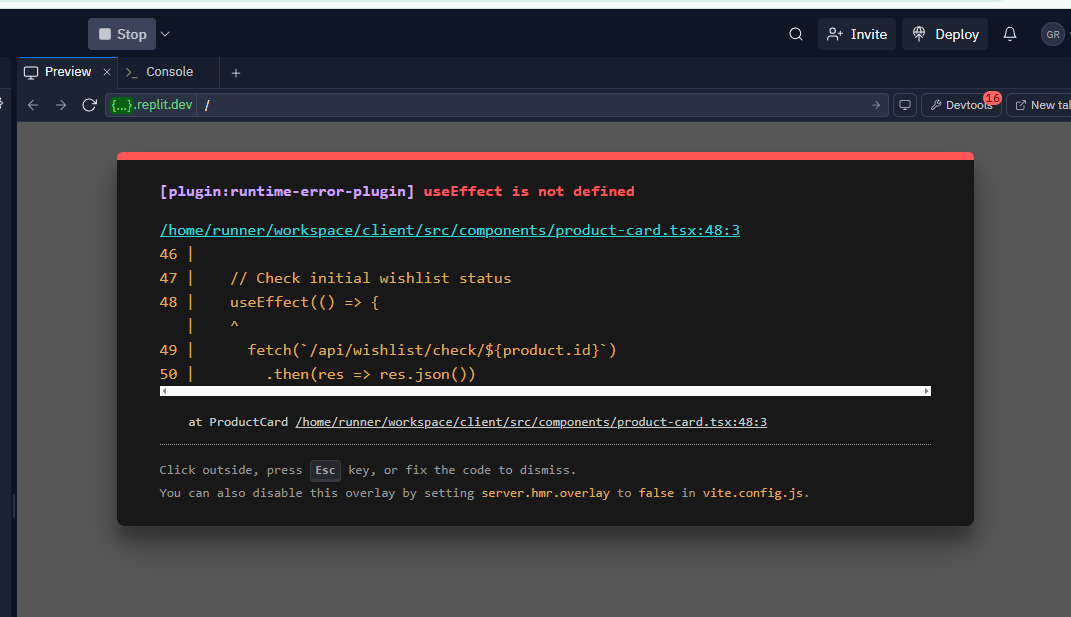 Stop
Invite
Deploy
GR
Preview
>_ Console
{...}.replit.dev /
Devtools
16
New tab
[plugin:runtime-error-plugin] useEffect is not defined
/home/runner/workspace/client/src/components/product-card.tsx:48:3
46 |
47 |    // Check initial wishlist status
48 |    useEffect(() => {
   |    ^
49 |      fetch(`/api/wishlist/check/${product.id}`)
50 |        .then(res => res.json())
at ProductCard /home/runner/workspace/client/src/components/product-card.tsx:48:3
Click outside, press Esc key, or fix the code to dismiss.
You can also disable this overlay by setting server.hmr.overlay to false in vite.config.js.